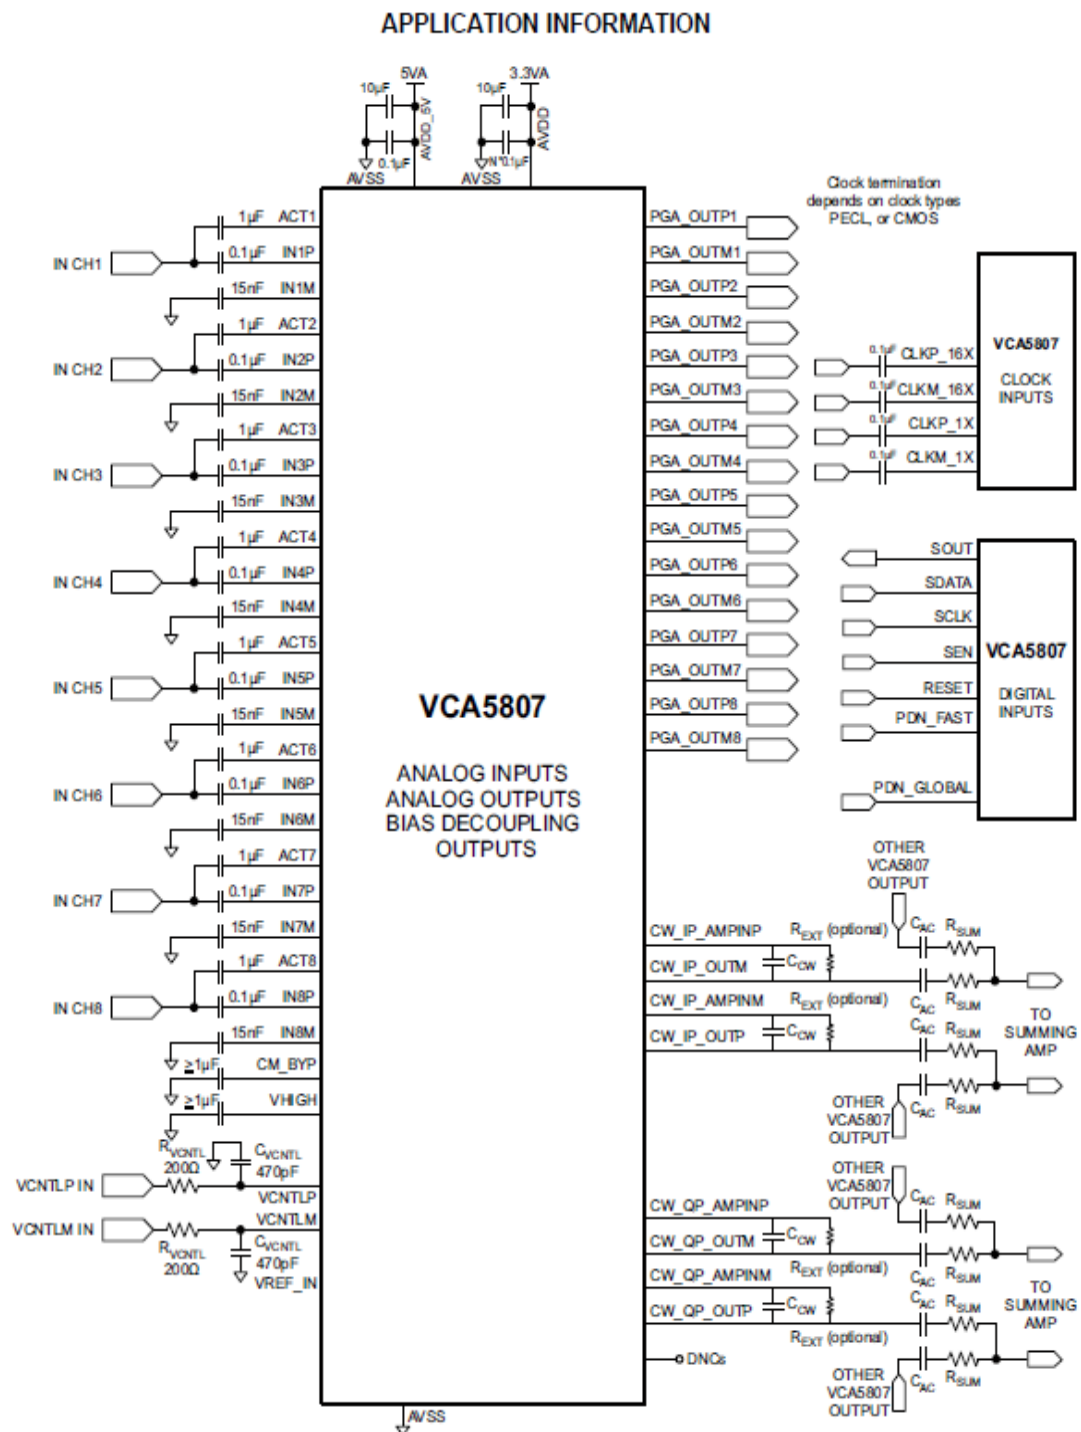 APPLICATION INFORMATION
5VA
3.3VA
10µF
10µF
AVDD_5V
AVDD
0.1µF
N*0.1µF
AVSS
AVSS
Clock termination
depends on clock types
PECL, or CMOS
1µF ACT1
IN CH1
0.1µF IN1P
15nF IN1M
1µF ACT2
IN CH2
0.1µF IN2P
15nF IN2M
1µF ACT3
IN CH3
0.1µF IN3P
15nF IN3M
1µF ACT4
IN CH4
0.1µF IN4P
15nF IN4M
1µF ACT5
IN CH5
0.1µF IN5P
15nF IN5M
1µF ACT6
IN CH6
0.1µF IN6P
15nF IN6M
1µF ACT7
IN CH7
0.1µF IN7P
15nF IN7M
1µF ACT8
IN CH8
0.1µF IN8P
15nF IN8M
≥1µF CM_BYP
≥1µF VHIGH
RVCNTL
200Ω
CVCNTL
470pF
VCNTLP IN
VCNTLP
VCNTLM IN
VCNTLM
RVCNTL
200Ω
CVCNTL
470pF
VREF_IN
VCA5807
ANALOG INPUTS
ANALOG OUTPUTS
BIAS DECOUPLING
OUTPUTS
AVSS
PGA_OUTP1
PGA_OUTM1
PGA_OUTP2
PGA_OUTM2
PGA_OUTP3
PGA_OUTM3
PGA_OUTP4
PGA_OUTM4
PGA_OUTP5
PGA_OUTM5
PGA_OUTP6
PGA_OUTM6
PGA_OUTP7
PGA_OUTM7
PGA_OUTP8
PGA_OUTM8
0.1µF CLKP_16X
0.1µF CLKM_16X
0.1µF CLKP_1X
0.1µF CLKM_1X
VCA5807
CLOCK
INPUTS
SOUT
SDATA
SCLK
SEN
RESET
PDN_FAST
PDN_GLOBAL
VCA5807
DIGITAL
INPUTS
OTHER
VCA5807
OUTPUT
CW_IP_AMPINP
REXT (optional)
CAC
RSUM
CW_IP_OUTM
CCW
CAC
RSUM
CW_IP_AMPINM
REXT (optional)
CAC
RSUM
CW_IP_OUTP
CCW
TO
SUMMING
AMP
CAC
RSUM
OTHER
VCA5807
OUTPUT
OTHER
VCA5807
OUTPUT
CW_QP_AMPINP
CAC
RSUM
CW_QP_OUTM
CCW
REXT (optional)
CAC
RSUM
CW_QP_AMPINM
CAC
RSUM
CW_QP_OUTP
CCW
REXT (optional)
TO
SUMMING
AMP
CAC
RSUM
DNCs
OTHER
VCA5807
OUTPUT